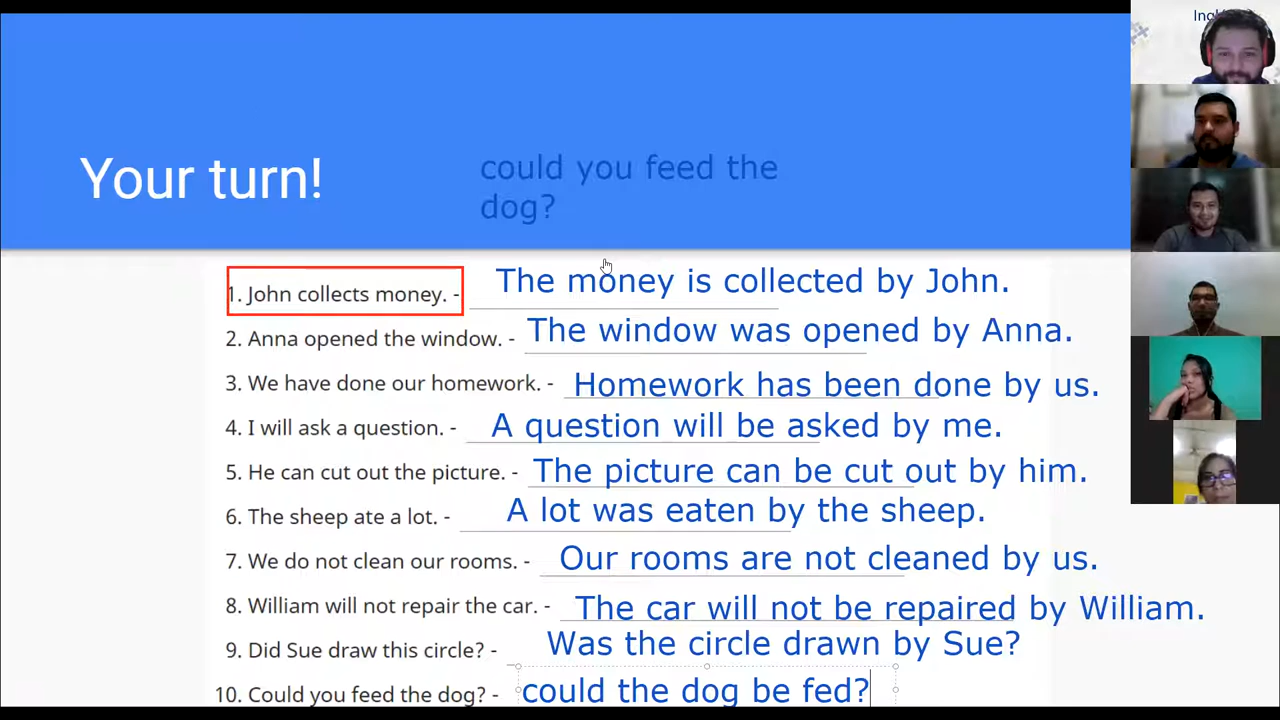 could you feed the
dog?
Your turn!
1. John collects money. - The money is collected by John.
2. Anna opened the window. - The window was opened by Anna.
3. We have done our homework. - Homework has been done by us.
4. I will ask a question. - A question will be asked by me.
5. He can cut out the picture. - The picture can be cut out by him.
6. The sheep ate a lot. - A lot was eaten by the sheep.
7. We do not clean our rooms. - Our rooms are not cleaned by us.
8. William will not repair the car. - The car will not be repaired by William.
9. Did Sue draw this circle? - Was the circle drawn by Sue?
10. Could you feed the dog? - could the dog be fed?